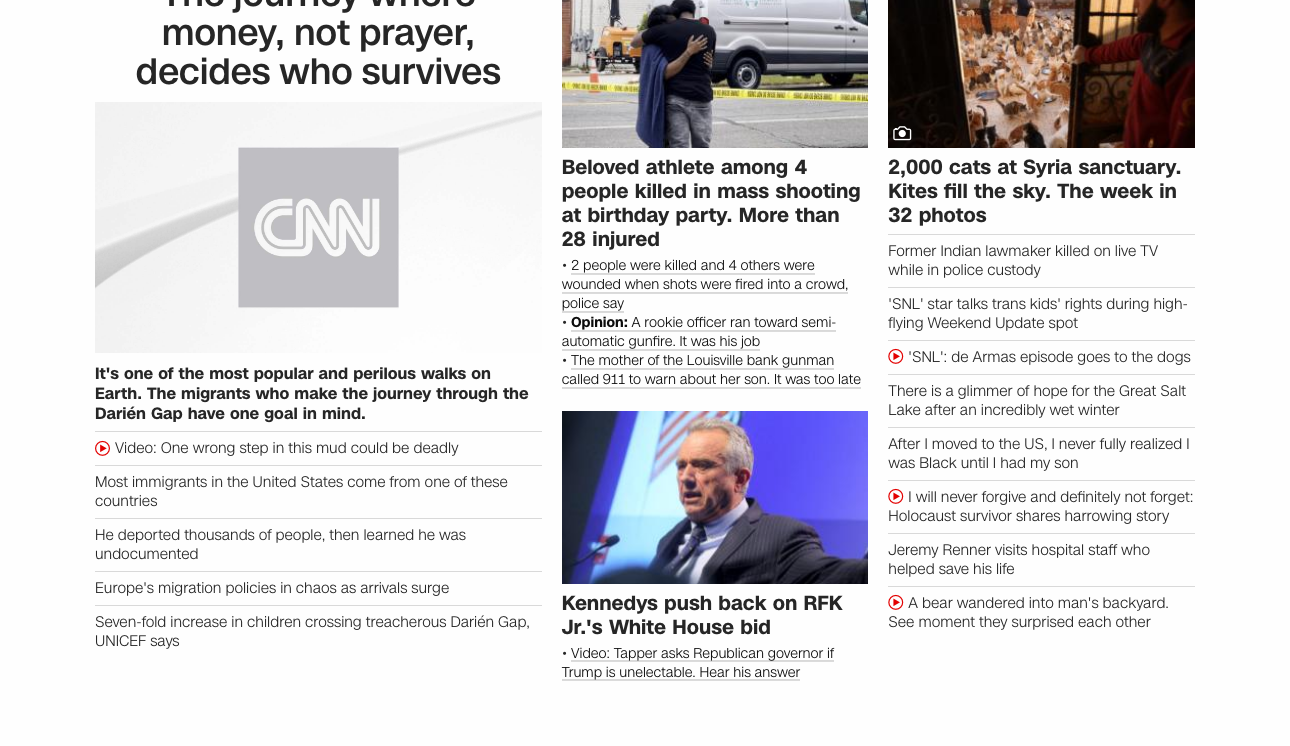 The journey where
money, not prayer,
decides who survives
CNN
It's one of the most popular and perilous walks on
Earth. The migrants who make the journey through the
Darién Gap have one goal in mind.
Video: One wrong step in this mud could be deadly
Most immigrants in the United States come from one of these
countries
He deported thousands of people, then learned he was
undocumented
Europe's migration policies in chaos as arrivals surge
Seven-fold increase in children crossing treacherous Darién Gap,
UNICEF says
Beloved athlete among 4
people killed in mass shooting
at birthday party. More than
28 injured
• 2 people were killed and 4 others were
wounded when shots were fired into a crowd,
police say
• Opinion: A rookie officer ran toward semi-
automatic gunfire. It was his job
• The mother of the Louisville bank gunman
called 911 to warn about her son. It was too late
Kennedys push back on RFK
Jr.'s White House bid
• Video: Tapper asks Republican governor if
Trump is unelectable. Hear his answer
2,000 cats at Syria sanctuary.
Kites fill the sky. The week in
32 photos
Former Indian lawmaker killed on live TV
while in police custody
'SNL' star talks trans kids' rights during high-
flying Weekend Update spot
'SNL': de Armas episode goes to the dogs
There is a glimmer of hope for the Great Salt
Lake after an incredibly wet winter
After I moved to the US, I never fully realized I
was Black until I had my son
I will never forgive and definitely not forget:
Holocaust survivor shares harrowing story
Jeremy Renner visits hospital staff who
helped save his life
A bear wandered into man's backyard.
See moment they surprised each other